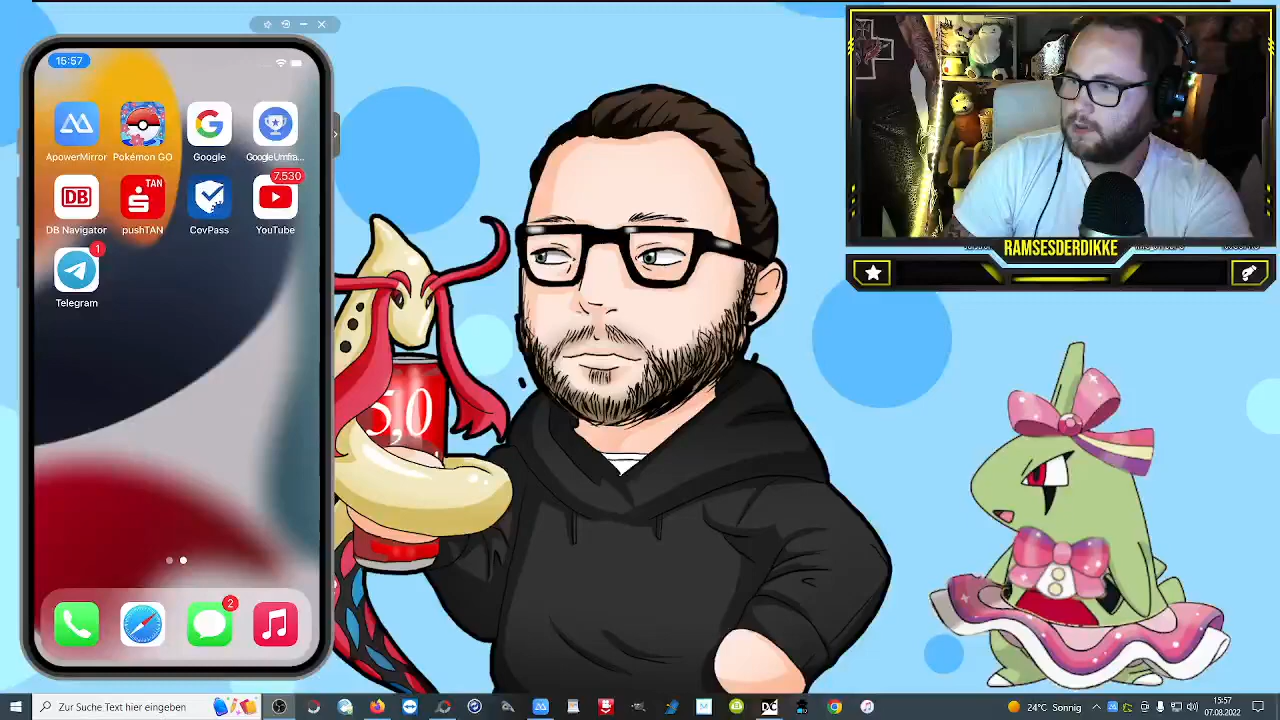 15:57
ApowerMirror
Pokémon GO
Google
GoogleUmfra...
DB
TAN
7.530
DB Navigator
pushTAN
CovPass
YouTube
1
Telegram
2
5,0
RAMSESDERDIKKE
Zur Suche Text hier eingeben
DC
24°C Sonnig
15:57
07.08.2022